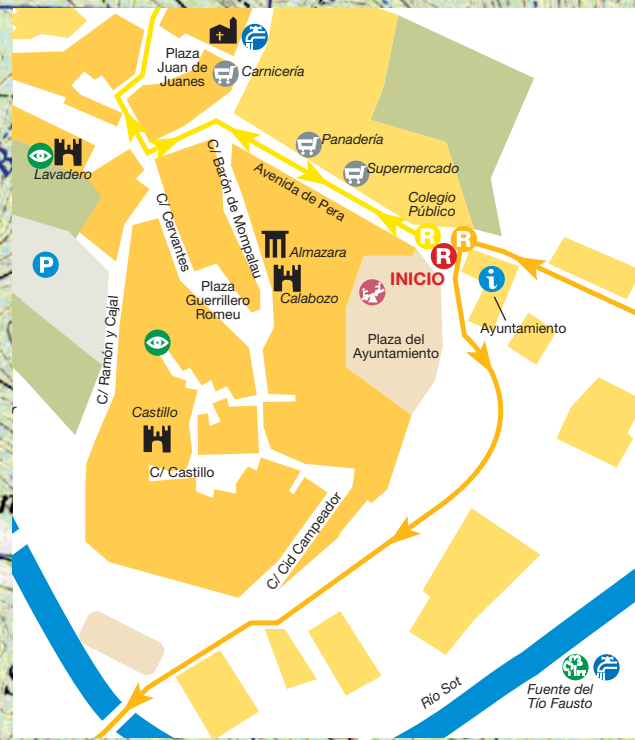 Plaza
Juan de
Juanes
Carnicería
Panadería
Supermercado
Avenida de Pera
Colegio
Público
Lavadero
C/ Barón de Mompalau
C/ Cervantes
R
R
R
INICIO
Almazara
Calabozo
P
i
Ayuntamiento
Plaza
Guerrillero
Romeu
Plaza del
Ayuntamiento
C/ Ramón y Cajal
Castillo
C/ Castillo
C/ Cid Campeador
Río Sot
Fuente del
Tío Fausto